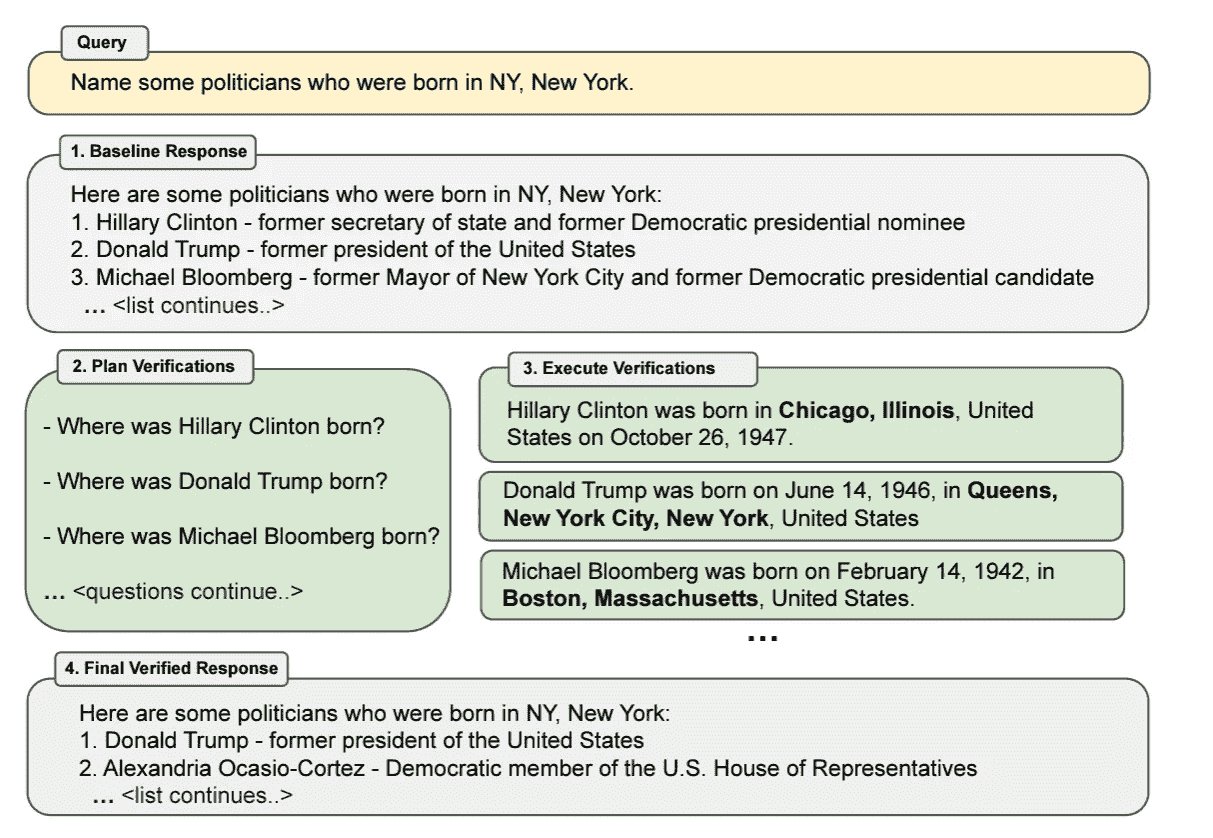 Query
Name some politicians who were born in NY, New York.
1. Baseline Response
Here are some politicians who were born in NY, New York:
1. Hillary Clinton - former secretary of state and former Democratic presidential nominee
2. Donald Trump - former president of the United States
3. Michael Bloomberg - former Mayor of New York City and former Democratic presidential candidate
... <list continues..>
2. Plan Verifications
- Where was Hillary Clinton born?
- Where was Donald Trump born?
- Where was Michael Bloomberg born?
... <questions continue..>
3. Execute Verifications
Hillary Clinton was born in Chicago, Illinois, United
States on October 26, 1947.
Donald Trump was born on June 14, 1946, in Queens,
New York City, New York, United States
Michael Bloomberg was born on February 14, 1942, in
Boston, Massachusetts, United States.
...
4. Final Verified Response
Here are some politicians who were born in NY, New York:
1. Donald Trump - former president of the United States
2. Alexandria Ocasio-Cortez - Democratic member of the U.S. House of Representatives
... <list continues..>